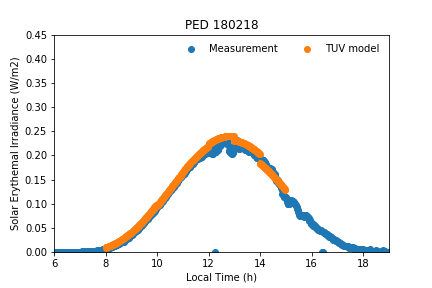 PED 180218
Measurement
TUV model
Solar Erythemal Irradiance (W/m2)
0.45
0.40
0.35
0.30
0.25
0.20
0.15
0.10
0.05
0.00
6 8 10 12 14 16 18
Local Time (h)